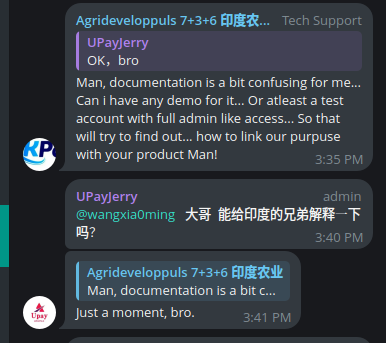 Agrideveloppuls 7+3+6 印度农... Tech Support
UPayJerry
OK，bro
Man, documentation is a bit confusing for me...
Can i have any demo for it... Or atleast a test
account with full admin like access... So that
will try to find out... how to link our purpuse
with your product Man!
3:35 PM
KP
UPayJerry admin
@wangxia0ming 大哥 能给印度的兄弟解释一下
吗？
3:40 PM
Agrideveloppuls 7+3+6 印度农业
Man, documentation is a bit c...
Just a moment, bro. 3:41 PM
Upay